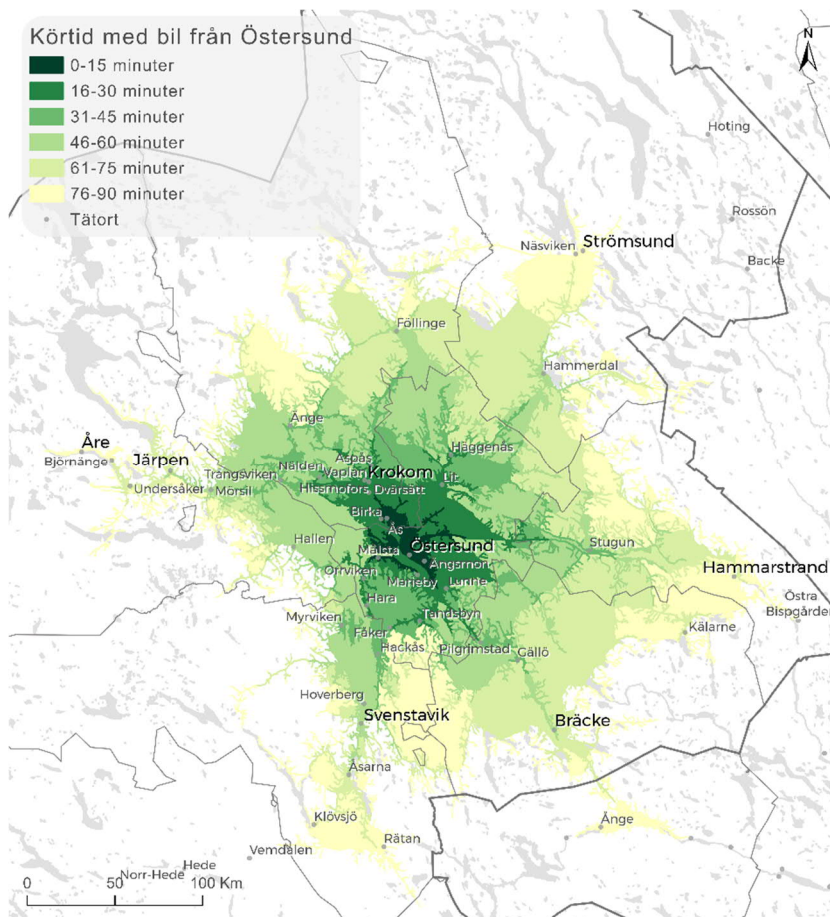 Körtid med bil från Östersund
0-15 minuter
16-30 minuter
31-45 minuter
46-60 minuter
61-75 minuter
76-90 minuter
Tätort
N
Hoting
Rossön
Backe
Näsviken
Strömsund
Föllinge
Hammerdal
Änge
Åre
Björnänge
Järpen
Undersåker
Häggenås
Aspås
Vaplan
Krokom
Nälden
Trångsviken
Mörsil
Hissmofors
Dvärsätt
Lit
Birka
Ås
Hallen
Målsta
Östersund
Stugun
Orrviken
Ängsmon
Hammarstrand
Marieby
Lunne
Östra
Bispgården
Hara
Myrviken
Tandsbyn
Kälarne
Fåker
Hackås
Pilgrimstad
Gällö
Hoverberg
Svenstavik
Bräcke
Åsarna
Klövsjö
Ånge
Rätan
Vemdalen
Hede
Norr-Hede
0 50 100 Km